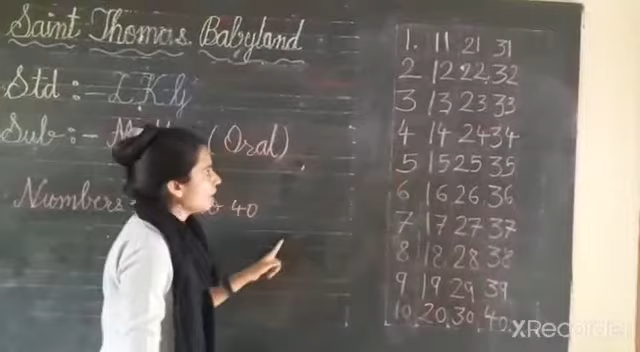 Saint Thomas Babyland
Std :- L.K.G
Sub :- (Oral)
Numbers 40
1. 11 21 31
2 12 22 32
3 13 23 33
4 14 24 34
5 15 25 35
6 16 26 36
7 17 27 37
8 18 28 38
9 19 29 39
10 20 30 40
XRecorder